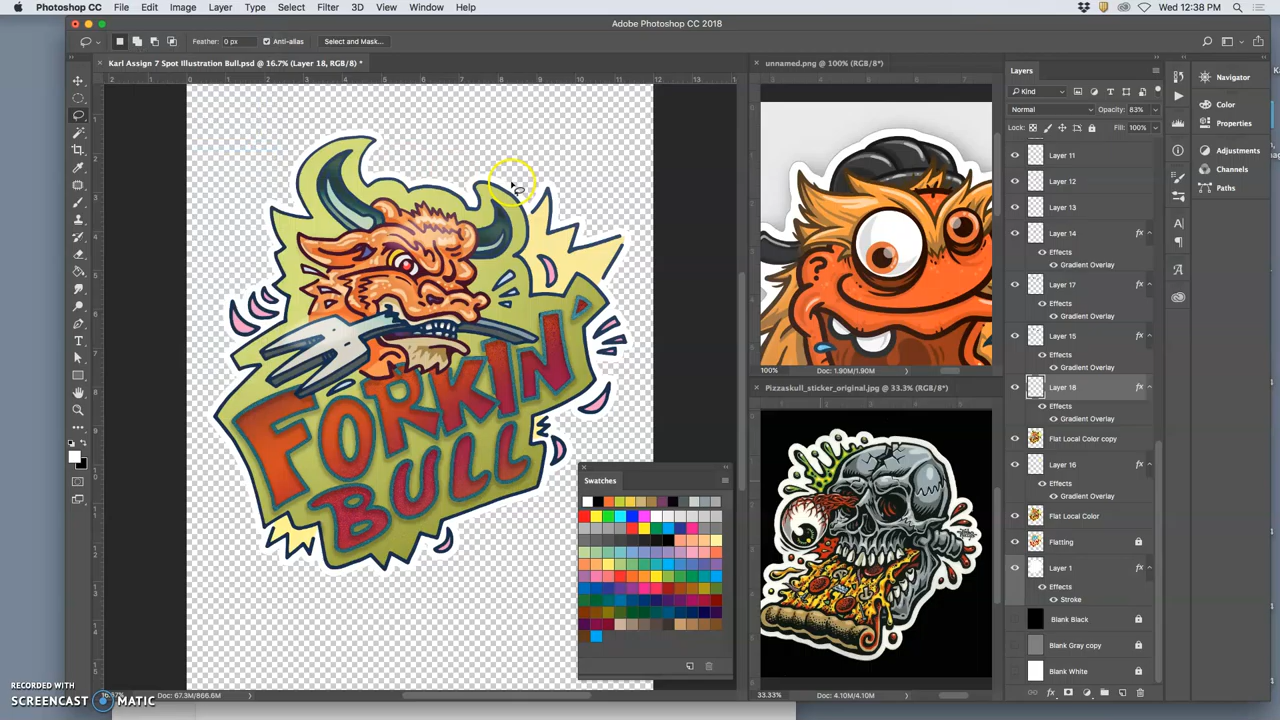 Photoshop CC File Edit Image Layer Type Select Filter 3D View Window Help Wed 12:38 PM
Adobe Photoshop CC 2018
Feather: 0 px Anti-alias Select and Mask...
Karl Assign 7 Spot Illustration Bull.psd @ 16.7% (Layer 18, RGB/8) *
unnamed.png @ 100% (RGB/8*)
Layers
Kind
Normal Opacity: 83%
Lock: Fill: 100%
Layer 11
Layer 12
Layer 13
Layer 14 fx
Effects
Gradient Overlay
Layer 17 fx
Effects
Gradient Overlay
Layer 15 fx
Effects
Gradient Overlay
Layer 18 fx
Effects
Gradient Overlay
Flat Local Color copy
Layer 16 fx
Effects
Gradient Overlay
Flat Local Color
Flatting
Layer 1 fx
Effects
Stroke
Blank Black
Blank Gray copy
Blank White
Navigator
Color
Properties
Adjustments
Channels
Paths
FORKIN'
BULL
100% Doc: 1.90M/1.90M
Pizzaskull_sticker_original.jpg @ 33.3% (RGB/8*)
Swatches
Doc: 67.3M/866.6M
33.33% Doc: 4.10M/4.10M
RECORDED WITH
SCREENCAST O MATIC